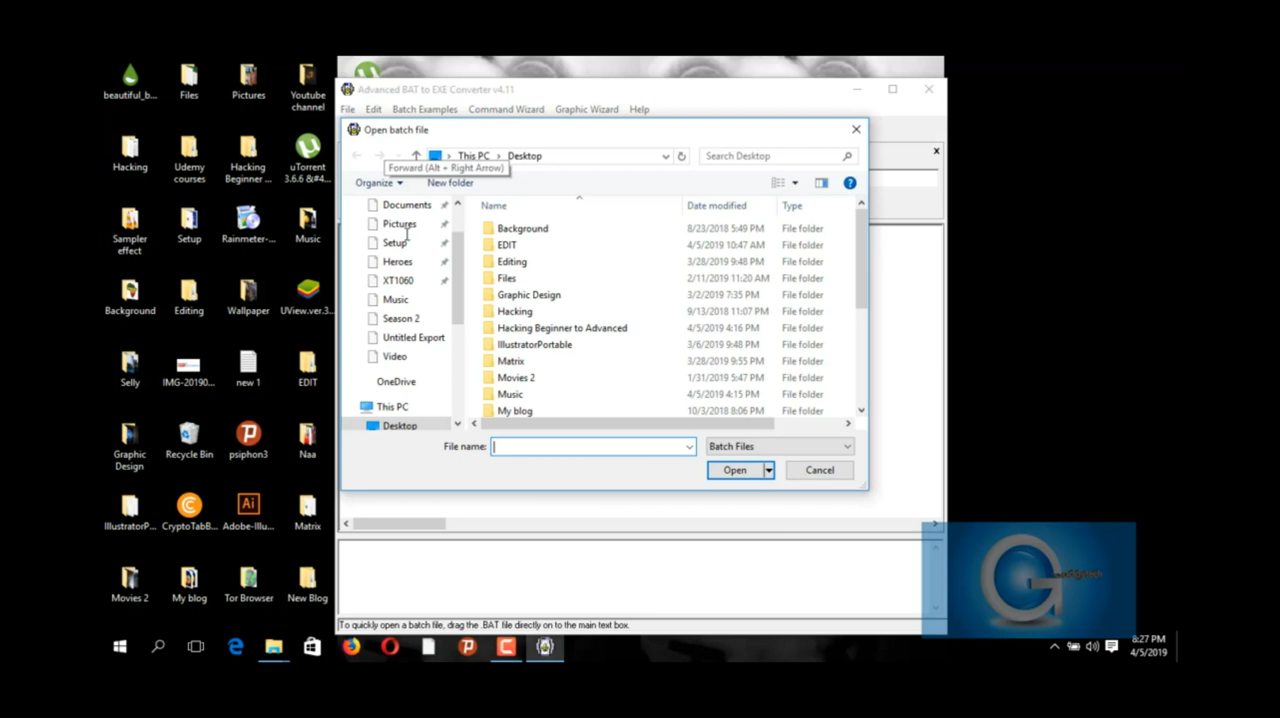 beautiful_b...
Files
Pictures
Youtube
channel
Hacking
Udemy
courses
Hacking
Beginner ...
uTorrent
3.6.6 &#4...
Sampler
effect
Setup
Rainmeter-...
Music
Background
Editing
Wallpaper
UView.ver.3...
Selly
IMG-20190...
new 1
EDIT
Graphic
Design
Recycle Bin
psiphon3
Naa
IllustratorP...
CryptoTabB...
Adobe-Illu...
Matrix
Movies 2
My blog
Tor Browser
New Blog
Advanced BAT to EXE Converter v4.11
File Edit Batch Examples Command Wizard Graphic Wizard Help
Open batch file
This PC > Desktop
Search Desktop
Forward (Alt + Right Arrow)
Organize
New folder
Documents
Pictures
Setup
Heroes
XT1060
Music
Season 2
Untitled Export
Video
OneDrive
This PC
Desktop
Name Date modified Type
Background 8/23/2018 5:49 PM File folder
EDIT 4/5/2019 10:47 AM File folder
Editing 3/28/2019 9:48 PM File folder
Files 2/11/2019 11:20 AM File folder
Graphic Design 3/2/2019 7:35 PM File folder
Hacking 9/13/2018 11:07 PM File folder
Hacking Beginner to Advanced 4/5/2019 4:16 PM File folder
IllustratorPortable 3/6/2019 9:48 PM File folder
Matrix 3/28/2019 9:55 PM File folder
Movies 2 1/31/2019 5:47 PM File folder
Music 4/5/2019 4:15 PM File folder
My blog 10/3/2018 8:06 PM File folder
File name:
Batch Files
Open
Cancel
To quickly open a batch file, drag the .BAT file directly on to the main text box.
8:27 PM
4/5/2019